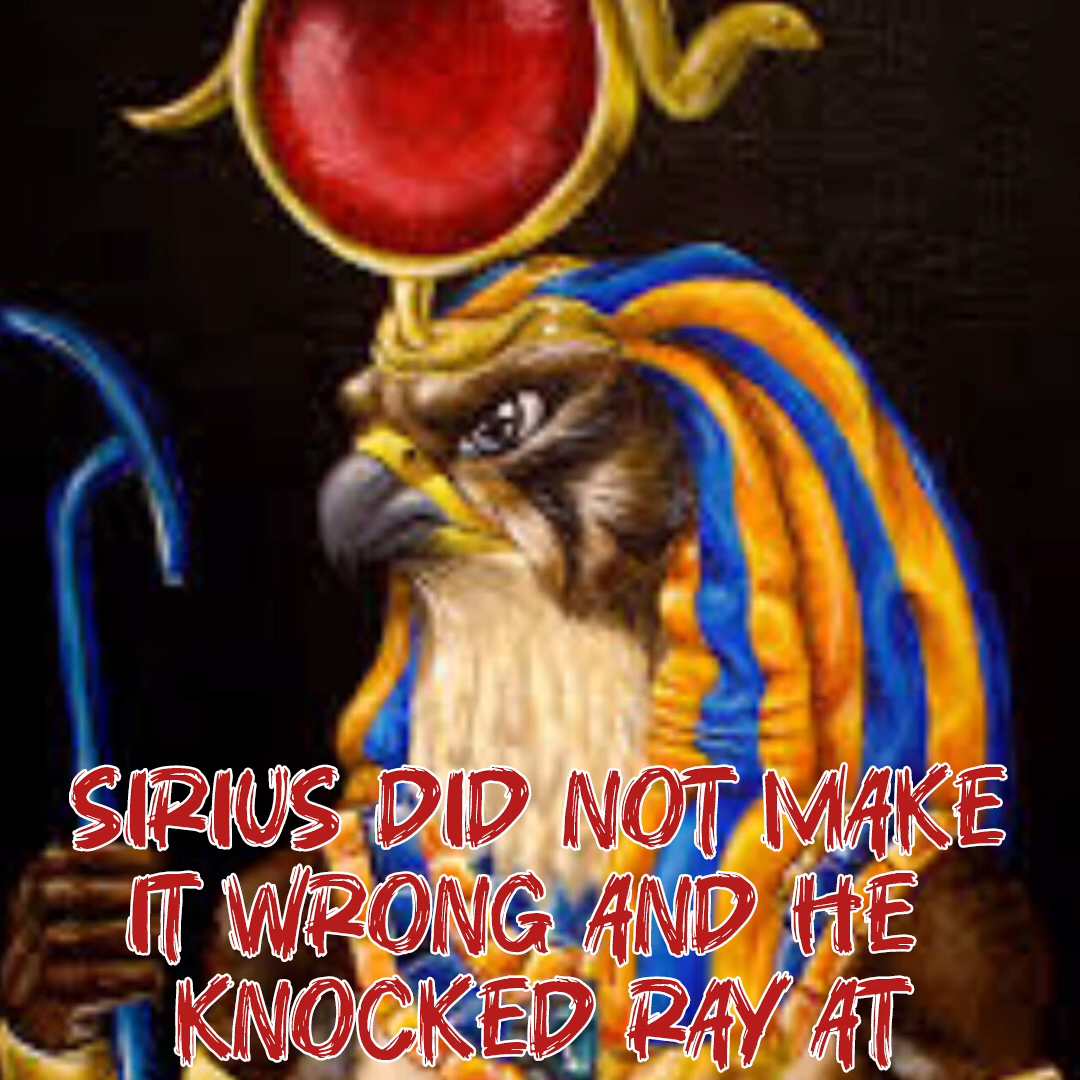 SIRIUS DID NOT MAKE
IT WRONG AND HE
KNOCKED RAY AT